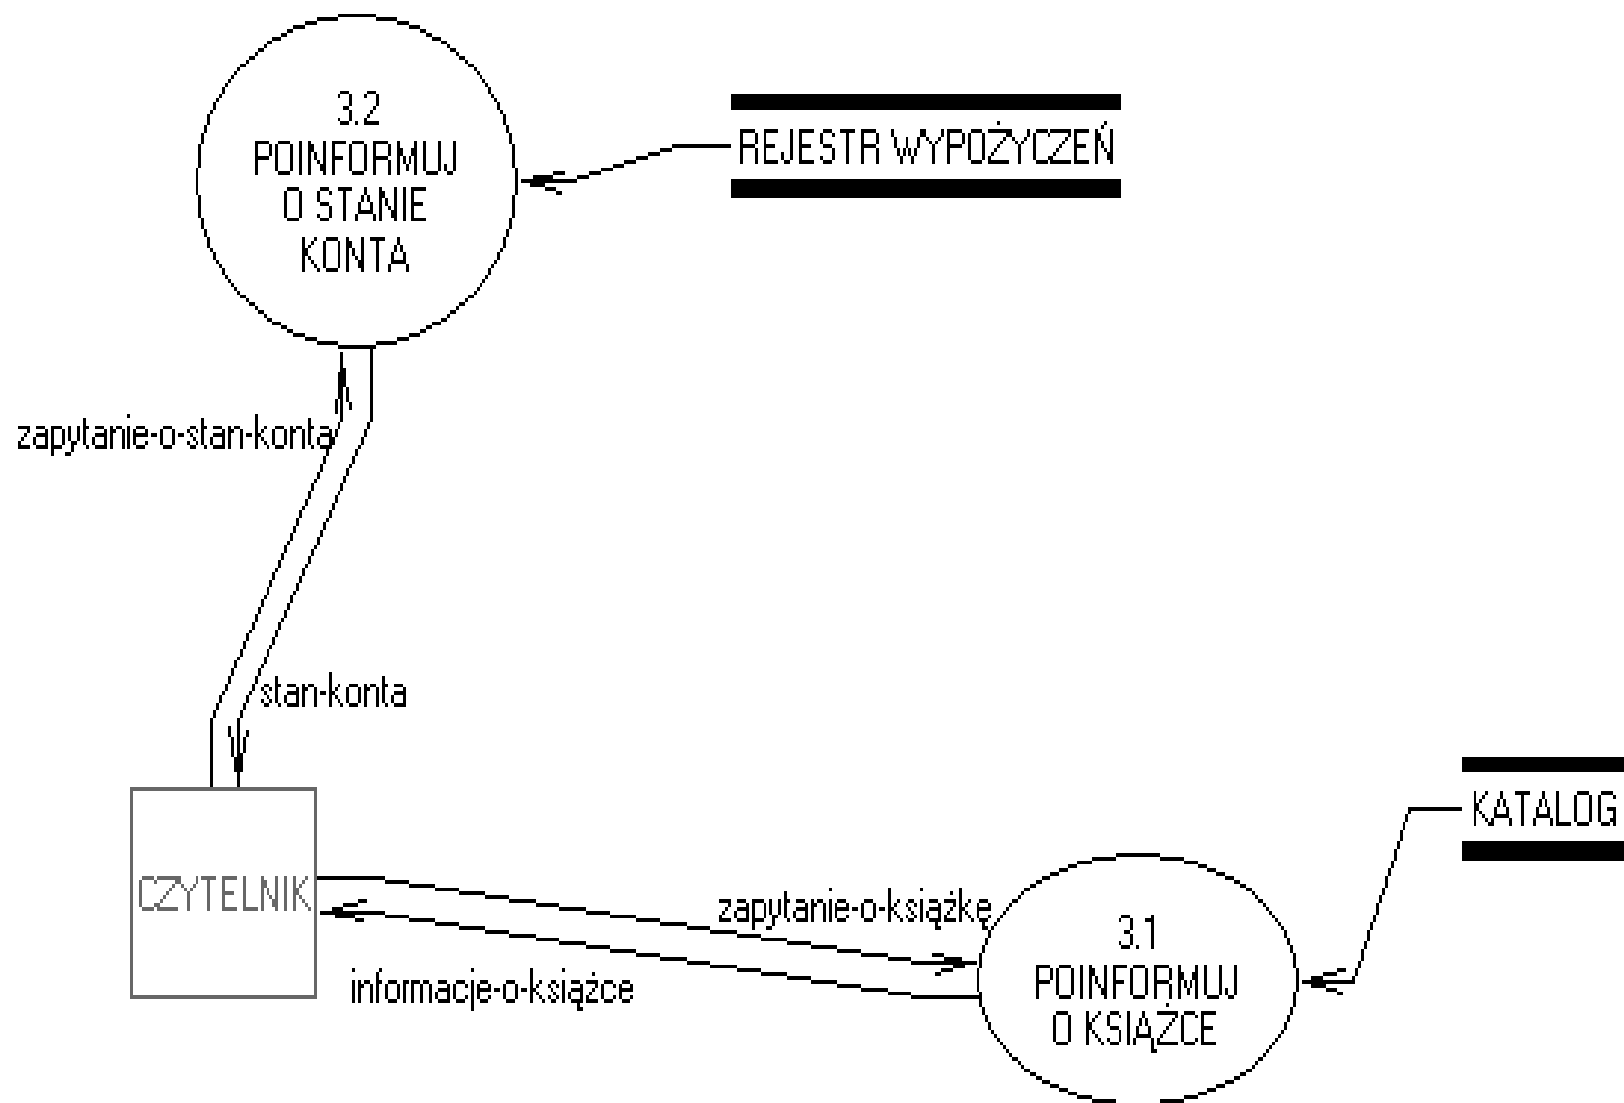 3.2
POINFORMUJ
O STANIE
KONTA
REJESTR WYPOŻYCZEŃ
zapytanie-o-stan-konta
stan-konta
KATALOG
CZYTELNIK
zapytanie-o-książkę
informacje-o-książce
3.1
POINFORMUJ
O KSIĄŻCE